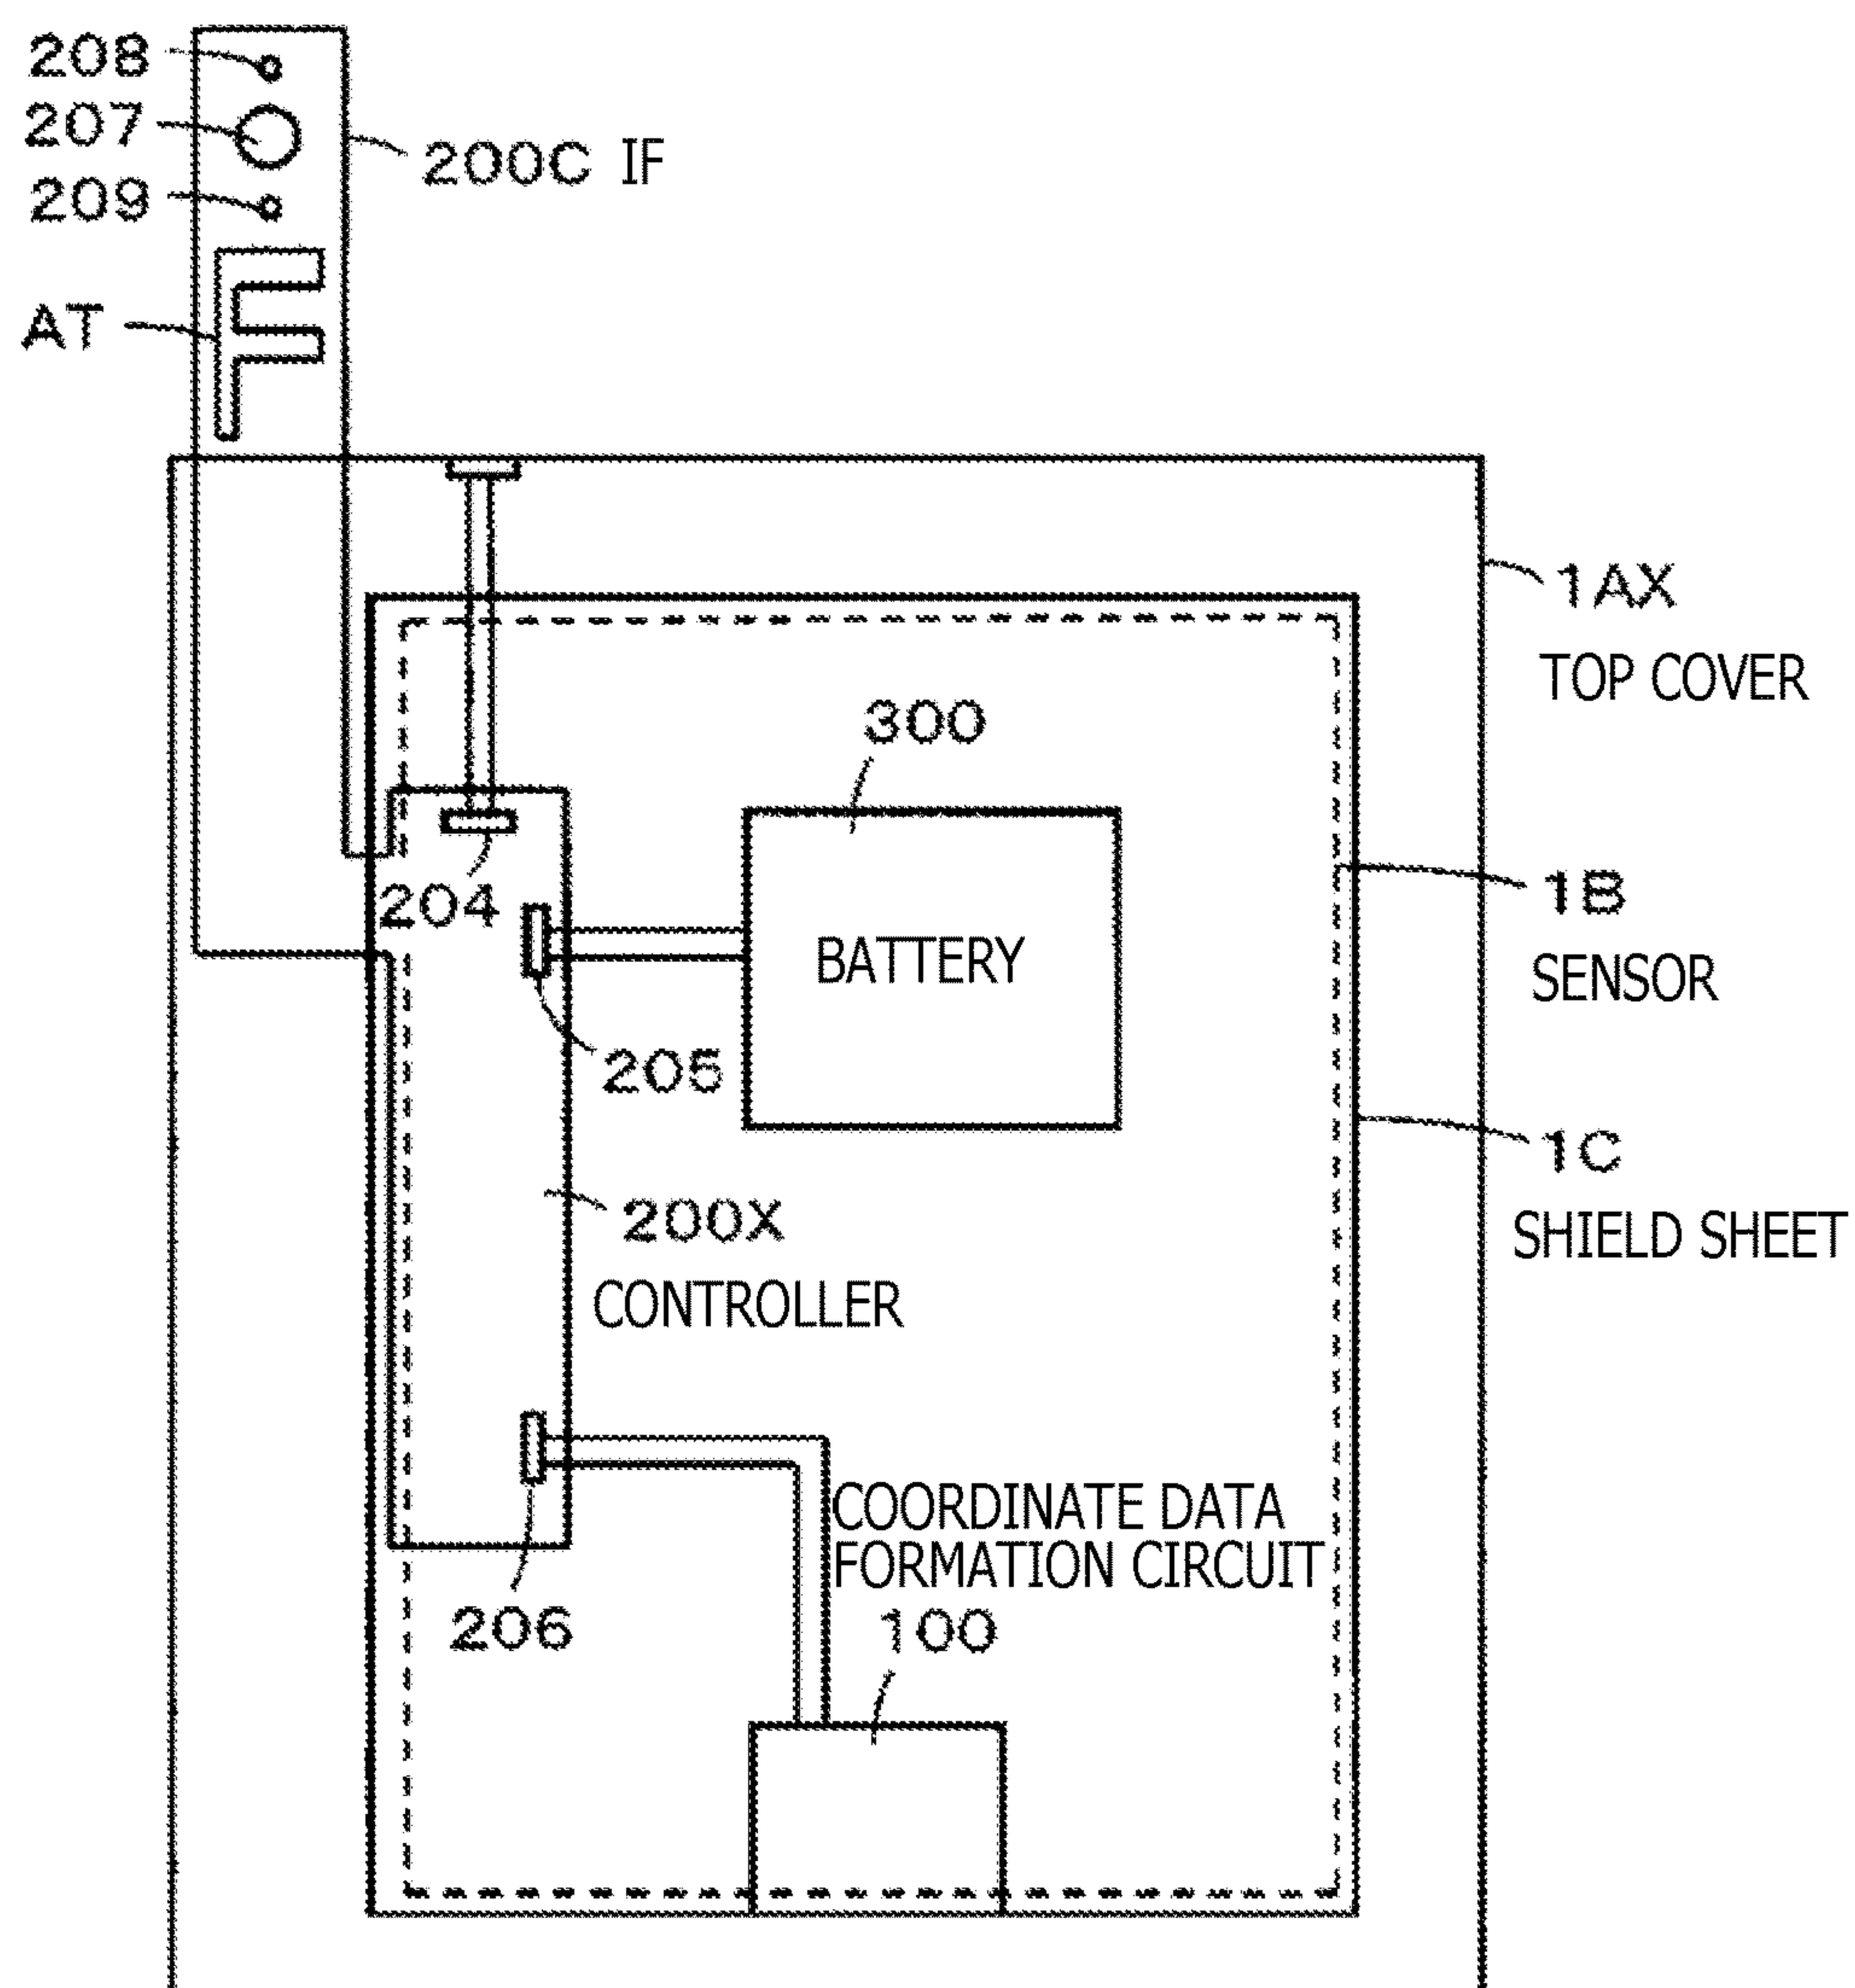 208
207
200C IF
209
AT
1AX
TOP COVER
300
204
1B
BATTERY
SENSOR
205
1C
200X
SHIELD SHEET
CONTROLLER
COORDINATE DATA
FORMATION CIRCUIT
206
100